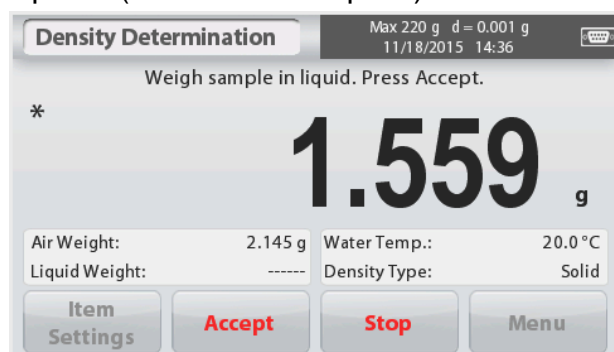 Density Determination
Max 220 g d = 0.001 g
11/18/2015 14:36
Weigh sample in liquid. Press Accept.
*
1.559 g
Air Weight: 2.145 g Water Temp.: 20.0 °C
Liquid Weight: ------ Density Type: Solid
Item Settings Accept Stop Menu